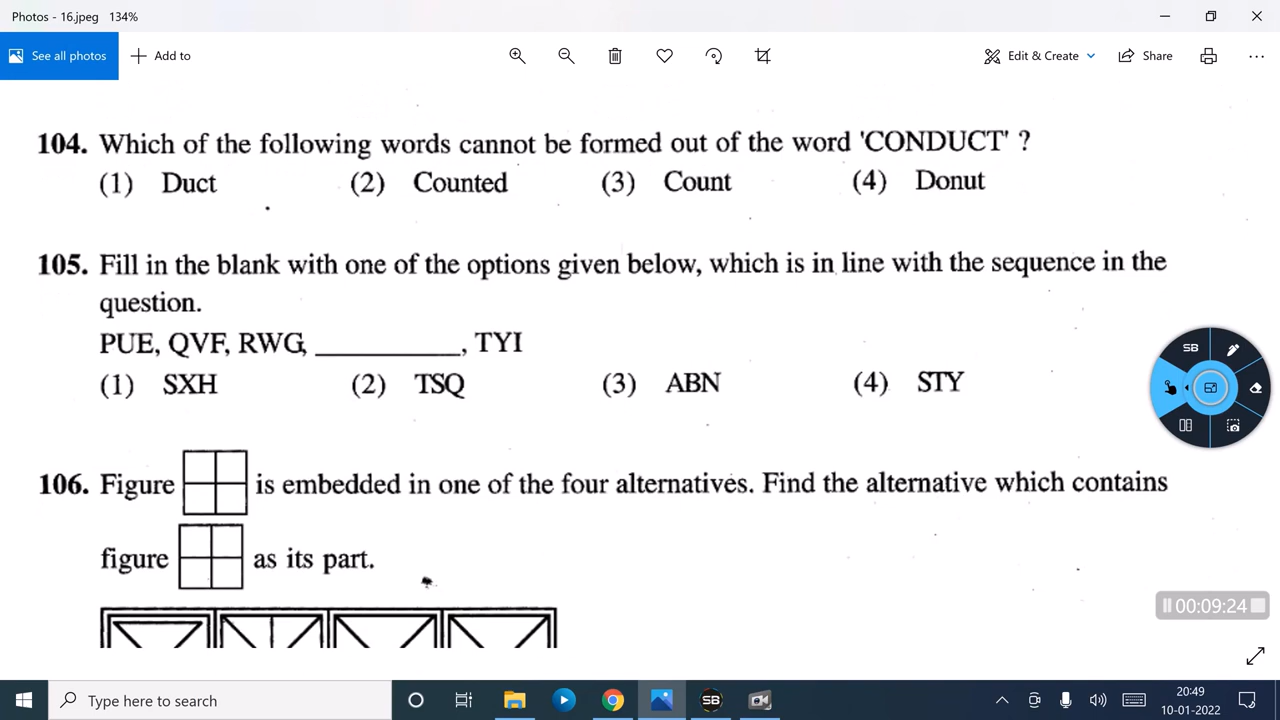 Photos - 16.jpeg 134%
See all photos
Add to
Edit & Create
Share
104. Which of the following words cannot be formed out of the word 'CONDUCT' ?
(1) Duct (2) Counted (3) Count (4) Donut
105. Fill in the blank with one of the options given below, which is in line with the sequence in the
question.
PUE, QVF, RWG, __________, TYI
(1) SXH (2) TSQ (3) ABN (4) STY
SB
106. Figure is embedded in one of the four alternatives. Find the alternative which contains
figure as its part.
00:09:24
Type here to search
SB
20:49
10-01-2022